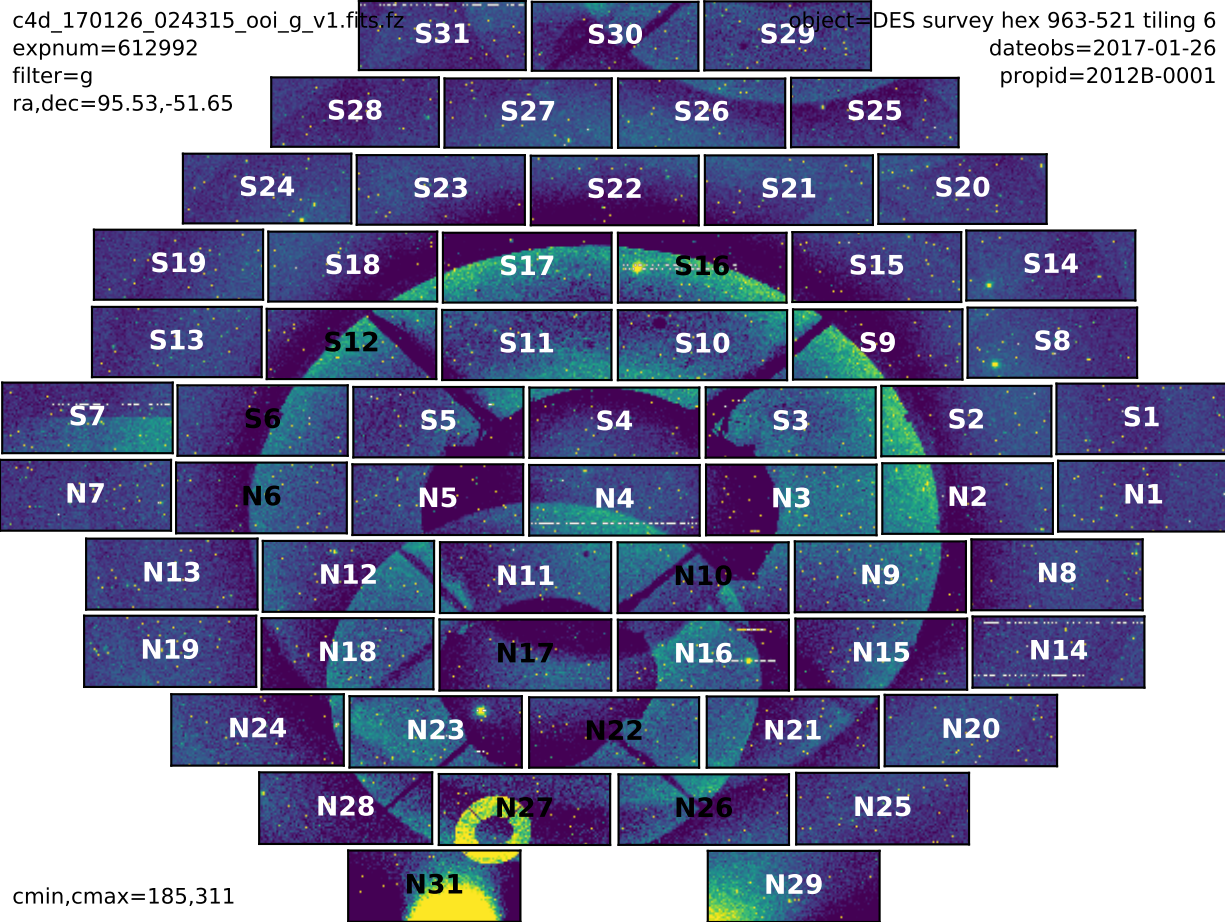 c4d_170126_024315_ooi_g_v1.fits.fz
object=DES survey hex 963-521 tiling 6
expnum=612992
dateobs=2017-01-26
filter=g
propid=2012B-0001
ra,dec=95.53,-51.65
S31 S30 S29
S28 S27 S26 S25
S24 S23 S22 S21 S20
S19 S18 S17 S16 S15 S14
S13 S12 S11 S10 S9 S8
S7 S6 S5 S4 S3 S2 S1
N7 N6 N5 N4 N3 N2 N1
N13 N12 N11 N10 N9 N8
N19 N18 N17 N16 N15 N14
N24 N23 N22 N21 N20
N28 N27 N26 N25
N31 N29
cmin,cmax=185,311